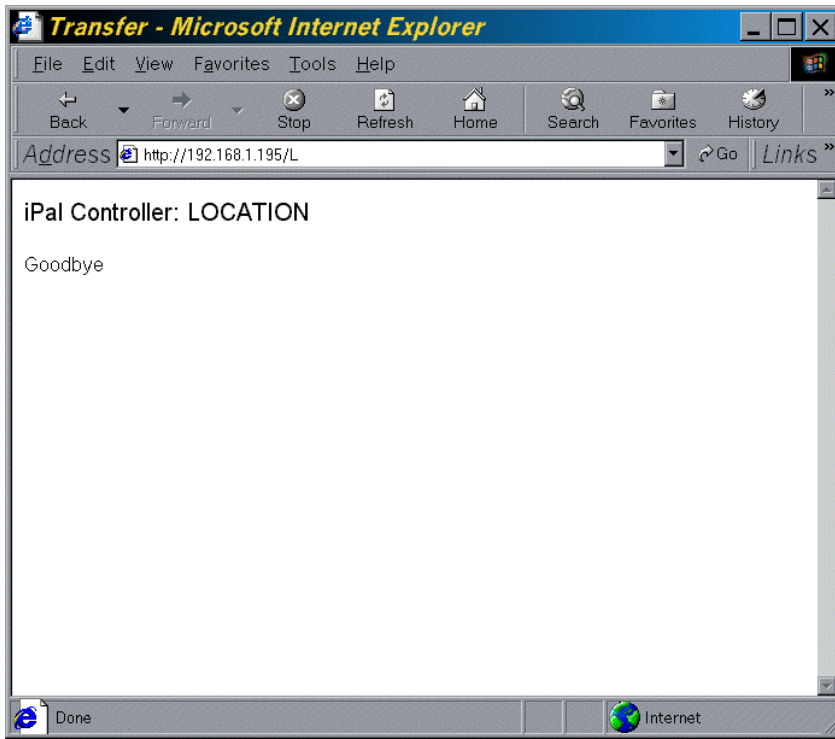 Transfer - Microsoft Internet Explorer
File Edit View Favorites Tools Help
Back Forward Stop Refresh Home Search Favorites History »
Address http://192.168.1.195/L Go Links »
iPal Controller: LOCATION
Goodbye
Done Internet